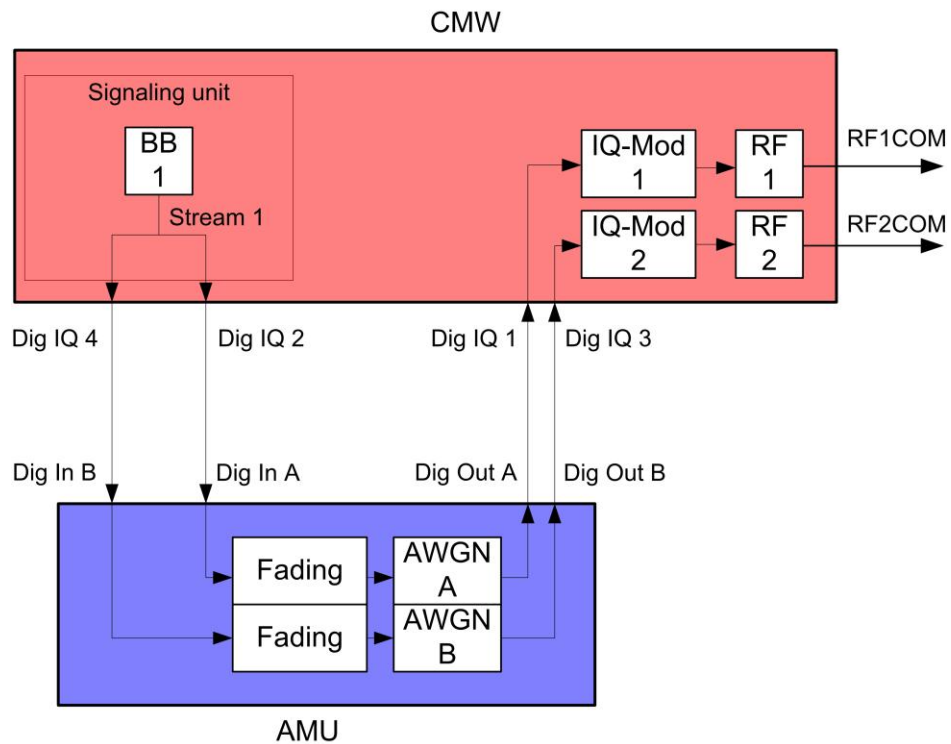 CMW
Signaling unit
BB
1
Stream 1
IQ-Mod
1
RF
1
RF1COM
IQ-Mod
2
RF
2
RF2COM
Dig IQ 4
Dig IQ 2
Dig IQ 1
Dig IQ 3
Dig In B
Dig In A
Dig Out A
Dig Out B
Fading
AWGN
A
Fading
AWGN
B
AMU